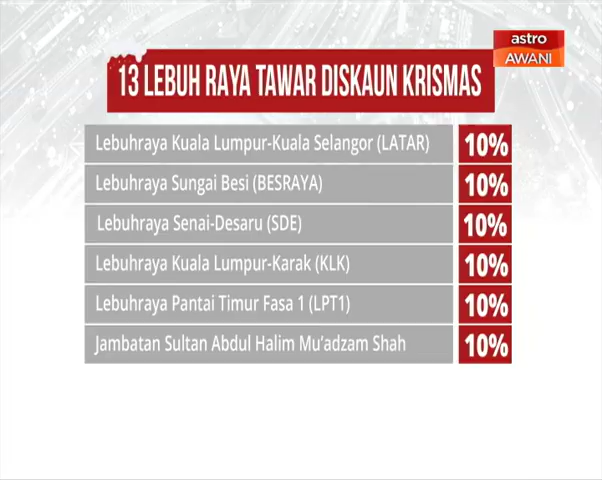 astro
AWANI
13 LEBUH RAYA TAWAR DISKAUN KRISMAS
Lebuhraya Kuala Lumpur-Kuala Selangor (LATAR) 10%
Lebuhraya Sungai Besi (BESRAYA) 10%
Lebuhraya Senai-Desaru (SDE) 10%
Lebuhraya Kuala Lumpur-Karak (KLK) 10%
Lebuhraya Pantai Timur Fasa 1 (LPT1) 10%
Jambatan Sultan Abdul Halim Mu'adzam Shah 10%